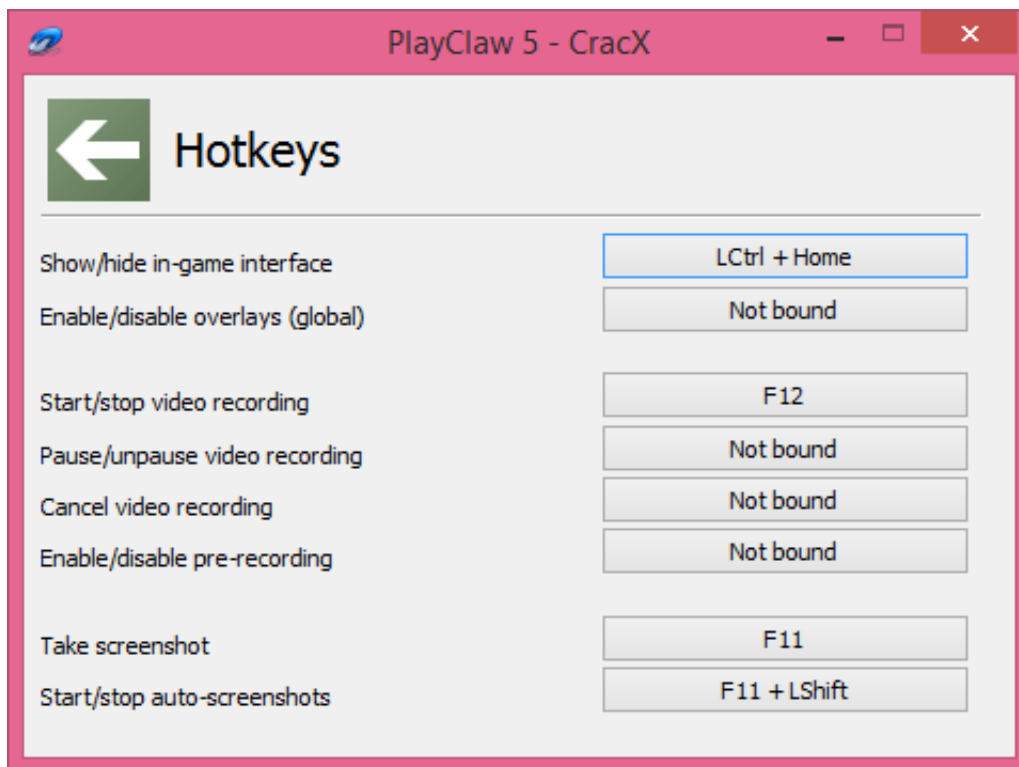 PlayClaw 5 - CracX
Hotkeys
Show/hide in-game interface LCtrl + Home
Enable/disable overlays (global) Not bound
Start/stop video recording F12
Pause/unpause video recording Not bound
Cancel video recording Not bound
Enable/disable pre-recording Not bound
Take screenshot F11
Start/stop auto-screenshots F11 + LShift